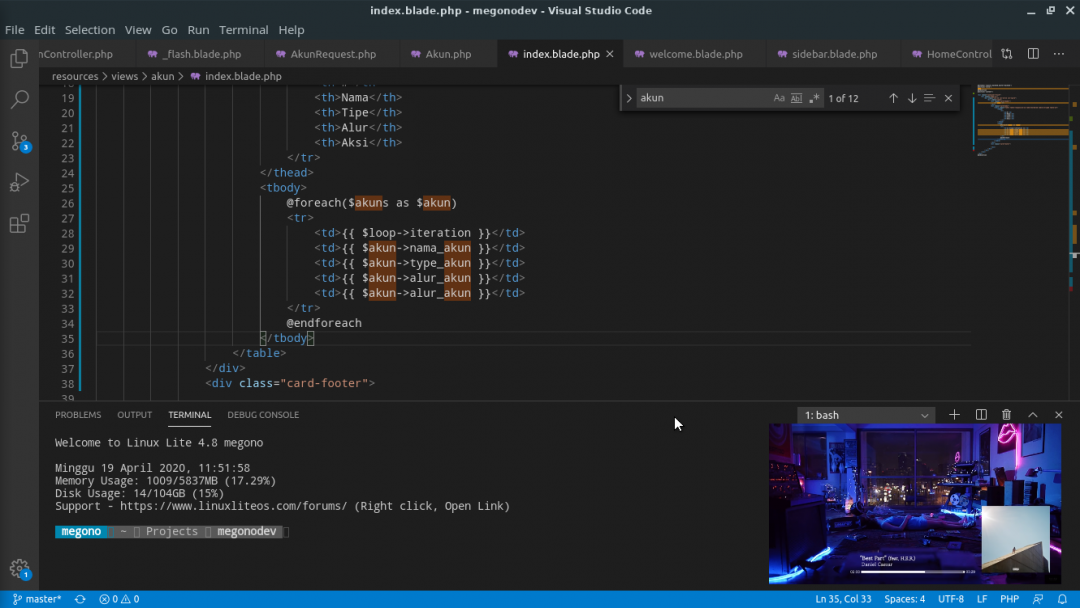 index.blade.php - megonodev - Visual Studio Code
File Edit Selection View Go Run Terminal Help
nController.php _flash.blade.php AkunRequest.php Akun.php index.blade.php welcome.blade.php sidebar.blade.php HomeControl
resources > views > akun > index.blade.php
akun Aa Abl .* 1 of 12
19 <th>Nama</th>
20 <th>Tipe</th>
21 <th>Alur</th>
22 <th>Aksi</th>
23 </tr>
24 </thead>
25 <tbody>
26 @foreach($akuns as $akun)
27 <tr>
28 <td>{{ $loop->iteration }}</td>
29 <td>{{ $akun->nama_akun }}</td>
30 <td>{{ $akun->type_akun }}</td>
31 <td>{{ $akun->alur_akun }}</td>
32 <td>{{ $akun->alur_akun }}</td>
33 </tr>
34 @endforeach
35 </tbody>
36 </table>
37 </div>
38 <div class="card-footer">
39
PROBLEMS OUTPUT TERMINAL DEBUG CONSOLE 1: bash
Welcome to Linux Lite 4.8 megono
Minggu 19 April 2020, 11:51:58
Memory Usage: 1009/5837MB (17.29%)
Disk Usage: 14/104GB (15%)
Support - https://www.linuxliteos.com/forums/ (Right click, Open Link)
megono ~ Projects megonodev
"Best Part" (feat. H.E.R.)
Daniel Caesar
3
1
master* 0 0 Ln 35, Col 33 Spaces: 4 UTF-8 LF PHP